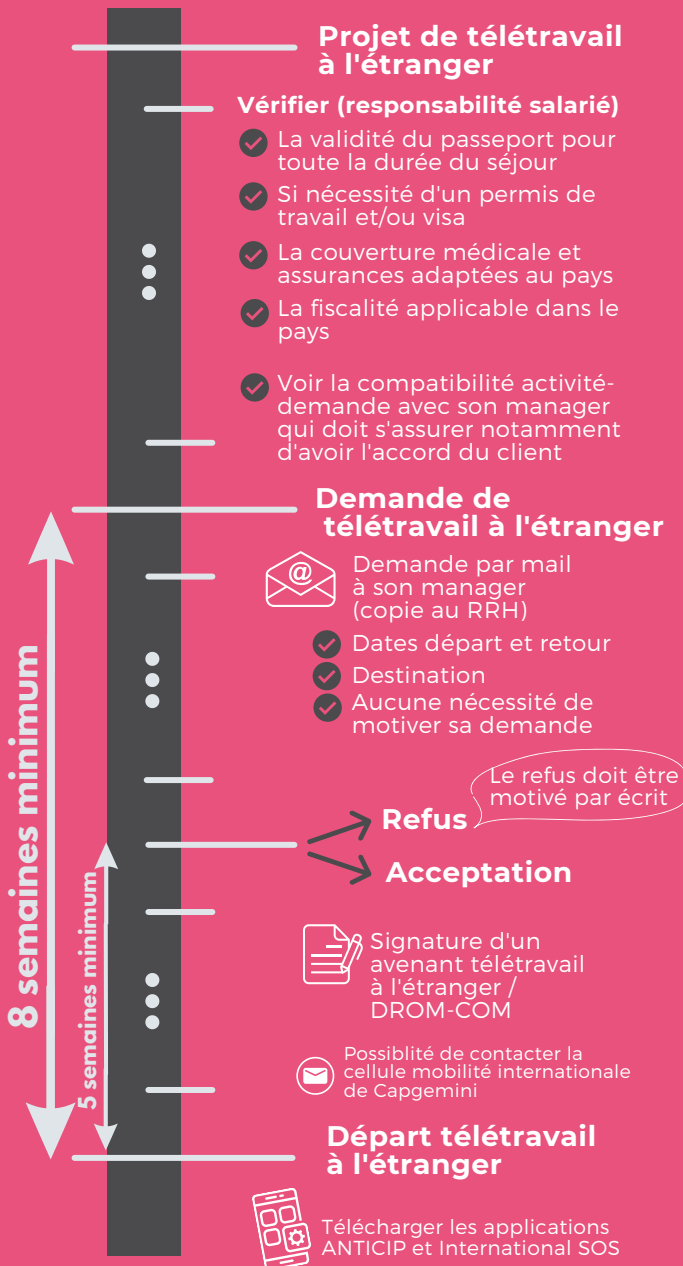 Projet de télétravail
à l'étranger
Vérifier (responsabilité salarié)
La validité du passeport pour
toute la durée du séjour
Si nécessité d'un permis de
travail et/ou visa
La couverture médicale et
assurances adaptées au pays
La fiscalité applicable dans le
pays
Voir la compatibilité activité-
demande avec son manager
qui doit s'assurer notamment
d'avoir l'accord du client
Demande de
télétravail à l'étranger
@
Demande par mail
à son manager
(copie au RRH)
Dates départ et retour
Destination
Aucune nécessité de
motiver sa demande
8 semaines minimum
Le refus doit être
motivé par écrit
Refus
Acceptation
5 semaines minimum
Signature d'un
avenant télétravail
à l'étranger /
DROM-COM
Possiblité de contacter la
cellule mobilité internationale
de Capgemini
Départ télétravail
à l'étranger
Télécharger les applications
ANTICIP et International SOS